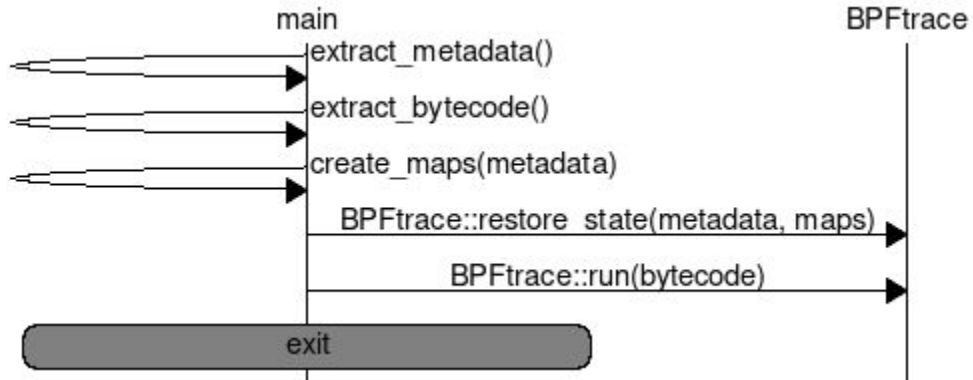 main BPFtrace
extract_metadata()
extract_bytecode()
create_maps(metadata)
BPFtrace::restore_state(metadata, maps)
BPFtrace::run(bytecode)
exit